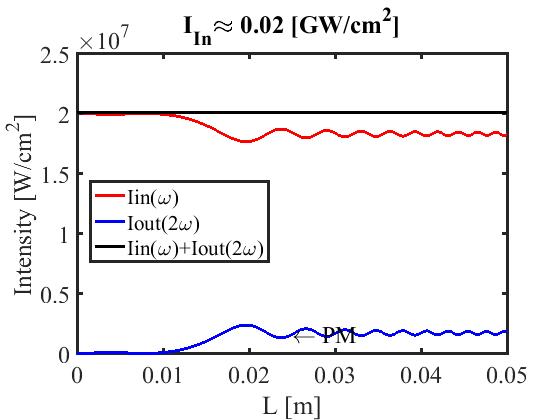 I_In ≈ 0.02 [GW/cm²]
×10⁷
2.5
2
1.5
1
0.5
0
Intensity [W/cm²]
Iin(ω)
Iout(2ω)
Iin(ω)+Iout(2ω)
← PM
0 0.01 0.02 0.03 0.04 0.05
L [m]